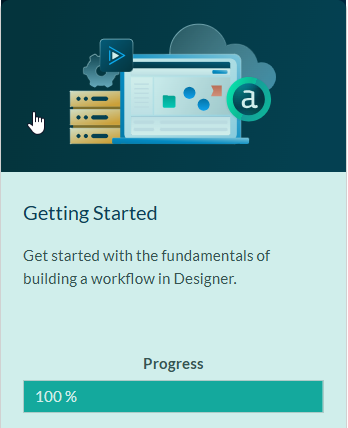 a
Getting Started
Get started with the fundamentals of
building a workflow in Designer.
Progress
100 %